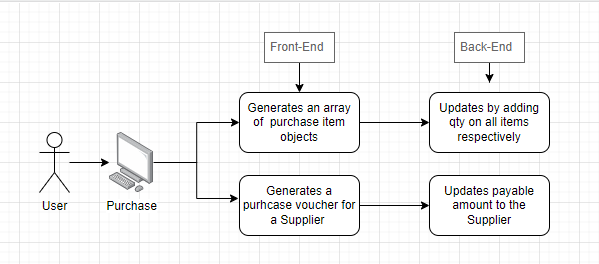 Front-End
Back-End
Generates an array
of purchase item
objects
Updates by adding
qty on all items
respectively
User
Purchase
Generates a
purhcase voucher for
a Supplier
Updates payable
amount to the
Supplier